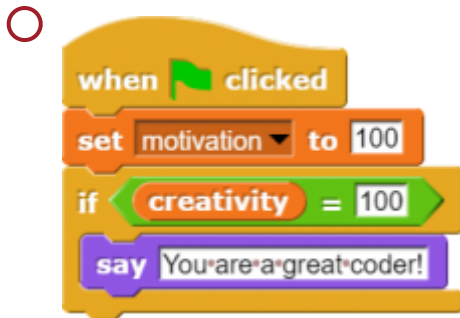 when clicked
set motivation to 100
if creativity = 100
say You are a great coder!